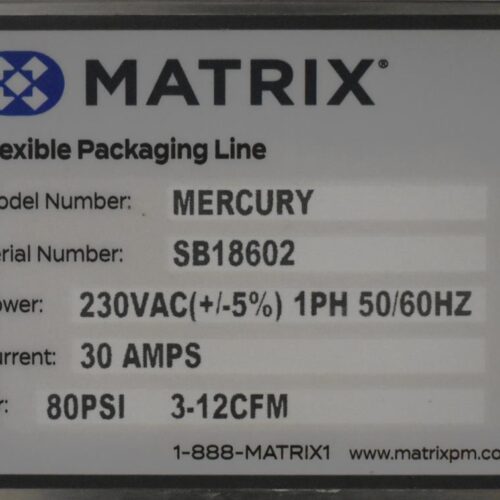 MATRIX®
exible Packaging Line
odel Number: MERCURY
erial Number: SB18602
ower: 230VAC(+/-5%) 1PH 50/60HZ
urrent: 30 AMPS
r: 80PSI 3-12CFM
1-888-MATRIX1 www.matrixpm.co